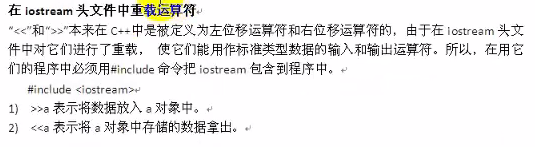 在 iostream 头文件中重载运算符
“<<”和“>>”本来在 C++中是被定义为左位移运算符和右位移运算符的，由于在 Iostream 头文
件中对它们进行了重载， 使它们能用作标准类型数据的输入和输出运算符。所以，在用它
们的程序中必须用#include 命令把 iostream 包含到程序中。
#include <iostream>
1) >>a 表示将数据放入 a 对象中。
2) <<a 表示将 a 对象中存储的数据拿出。